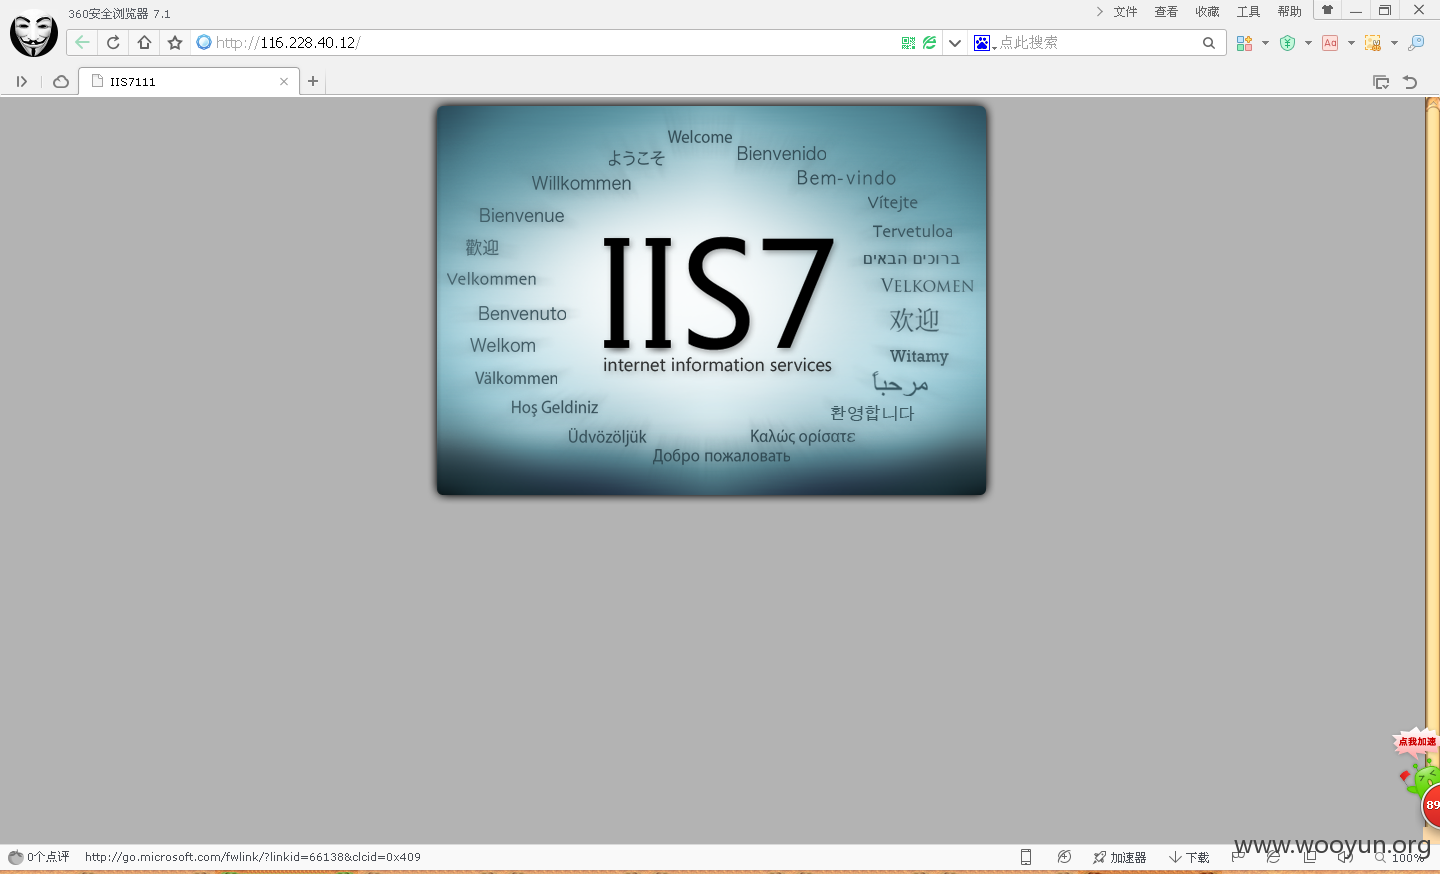 360安全浏览器 7.1
文件 查看 收藏 工具 帮助
http://116.228.40.12/
点此搜索
Aa
IIS7111
Welcome
ようこそ
Bienvenido
Willkommen
Bem-vindo
Vítejte
Bienvenue
Tervetuloa
歡迎
ברוכים הבאים
Velkommen
VELKOMEN
Benvenuto
欢迎
IIS7
internet information services
Welkom
Witamy
Välkommen
مرحباً
Hoş Geldiniz
환영합니다
Üdvözöljük
Καλώς ορίσατε
Добро пожаловать
点我加速
89
www.wooyun.org
0个点评 http://go.microsoft.com/fwlink/?linkid=66138&clcid=0x409
加速器 下载 100%